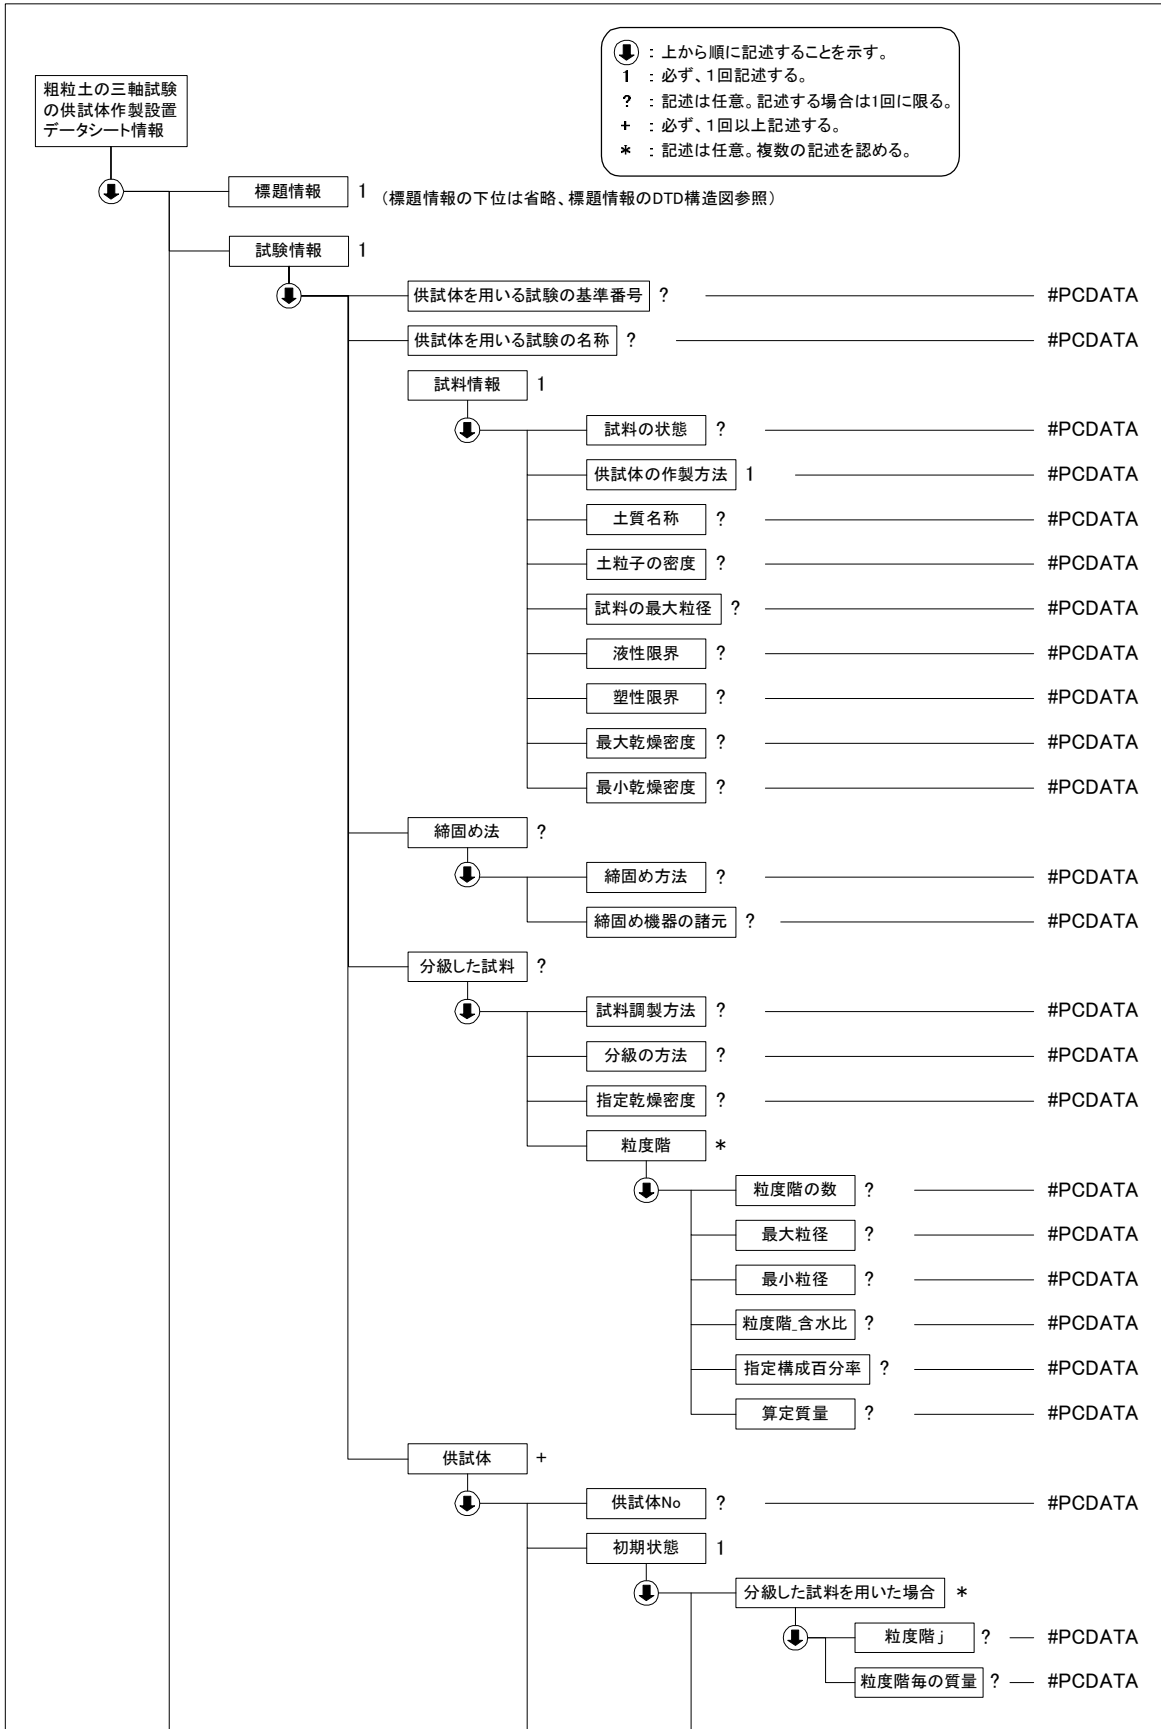 ： 上から順に記述することを示す。
1 ： 必ず、1回記述する。
? ： 記述は任意。記述する場合は1回に限る。
+ ： 必ず、1回以上記述する。
* ： 記述は任意。複数の記述を認める。
粗粒土の三軸試験
の供試体作製設置
データシート情報
標題情報 1 (標題情報の下位は省略、標題情報のDTD構造図参照)
試験情報 1
供試体を用いる試験の基準番号 ? #PCDATA
供試体を用いる試験の名称 ? #PCDATA
試料情報 1
試料の状態 ? #PCDATA
供試体の作製方法 1 #PCDATA
土質名称 ? #PCDATA
土粒子の密度 ? #PCDATA
試料の最大粒径 ? #PCDATA
液性限界 ? #PCDATA
塑性限界 ? #PCDATA
最大乾燥密度 ? #PCDATA
最小乾燥密度 ? #PCDATA
締固め法 ?
締固め方法 ? #PCDATA
締固め機器の諸元 ? #PCDATA
分級した試料 ?
試料調製方法 ? #PCDATA
分級の方法 ? #PCDATA
指定乾燥密度 ? #PCDATA
粒度階 *
粒度階の数 ? #PCDATA
最大粒径 ? #PCDATA
最小粒径 ? #PCDATA
粒度階_含水比 ? #PCDATA
指定構成百分率 ? #PCDATA
算定質量 ? #PCDATA
供試体 +
供試体No ? #PCDATA
初期状態 1
分級した試料を用いた場合 *
粒度階ｊ ? #PCDATA
粒度階毎の質量 ? #PCDATA